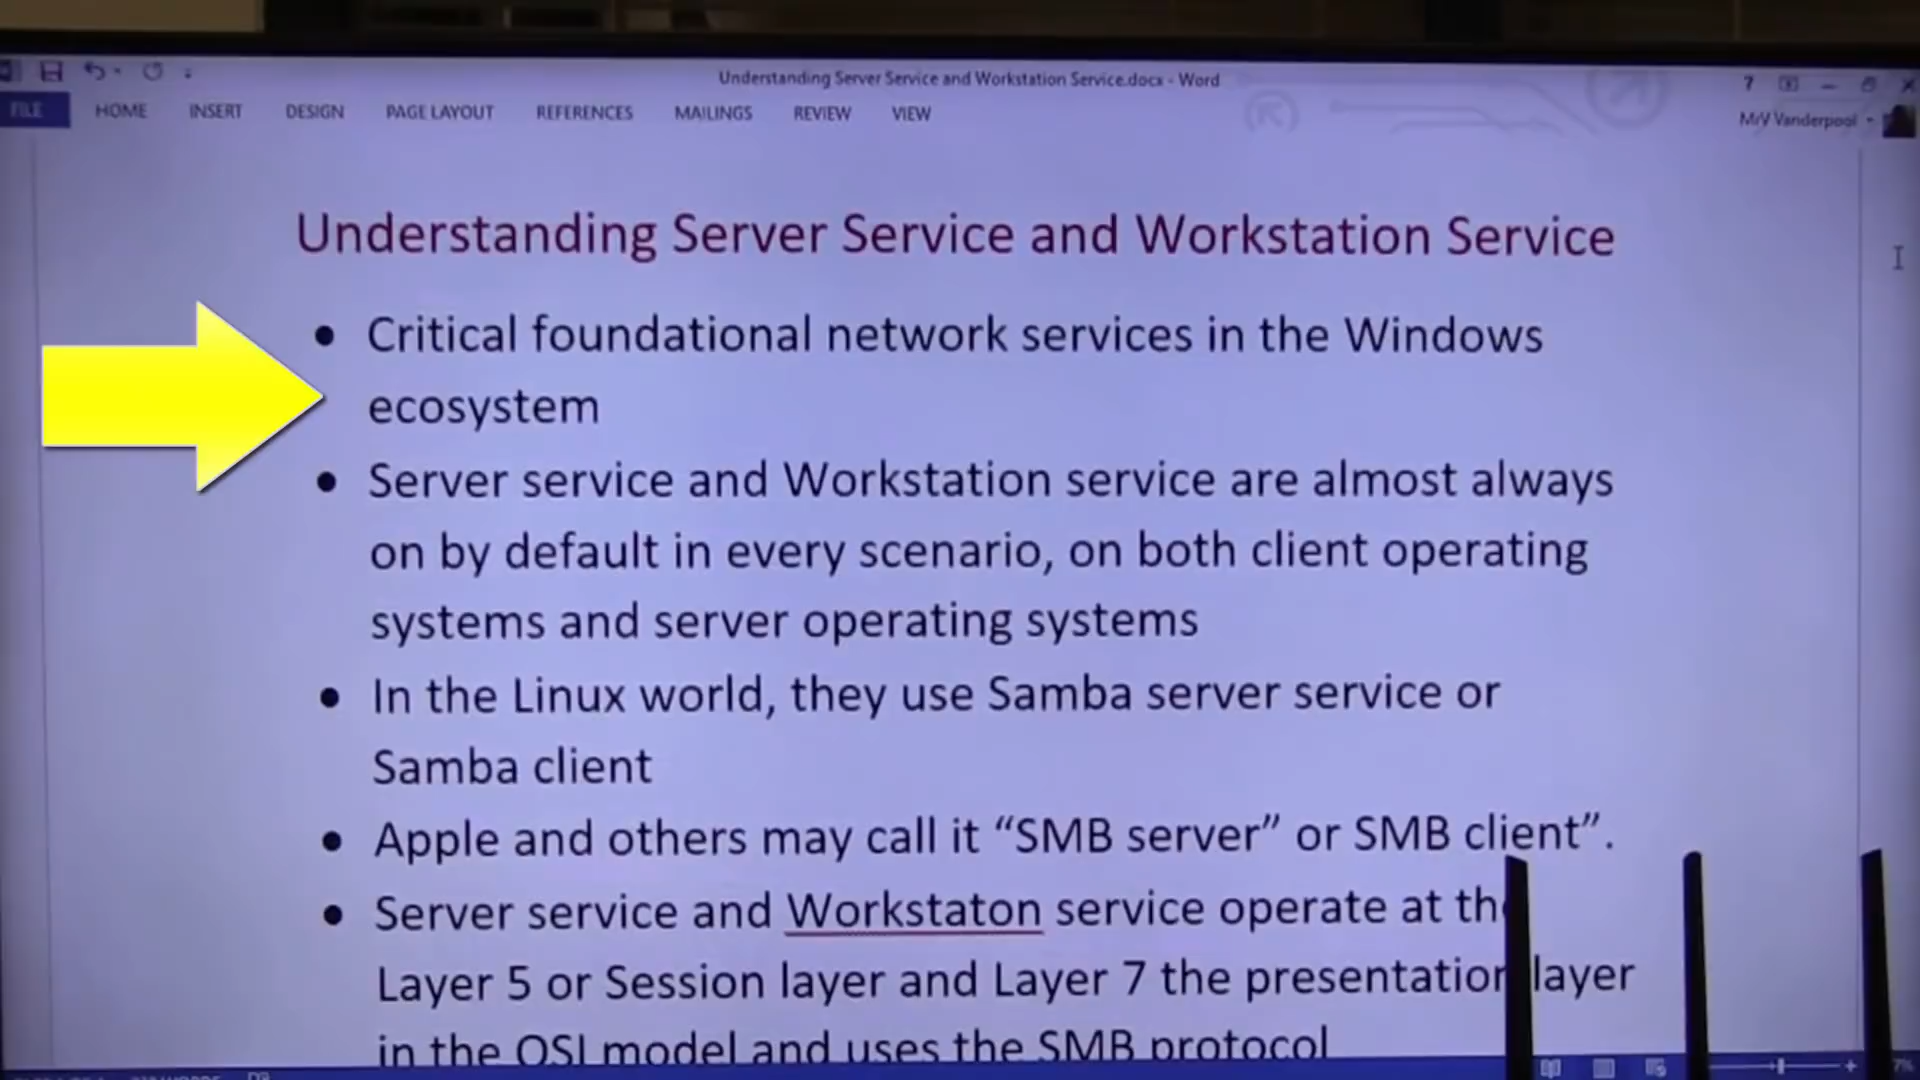 Understanding Server Service and Workstation Service.docx - Word
FILE HOME INSERT DESIGN PAGE LAYOUT REFERENCES MAILINGS REVIEW VIEW
MrV Vanderpool
Understanding Server Service and Workstation Service
• Critical foundational network services in the Windows
ecosystem
• Server service and Workstation service are almost always
on by default in every scenario, on both client operating
systems and server operating systems
• In the Linux world, they use Samba server service or
Samba client
• Apple and others may call it “SMB server” or SMB client”.
• Server service and Workstaton service operate at the
Layer 5 or Session layer and Layer 7 the presentation layer
in the OSI model and uses the SMB protocol